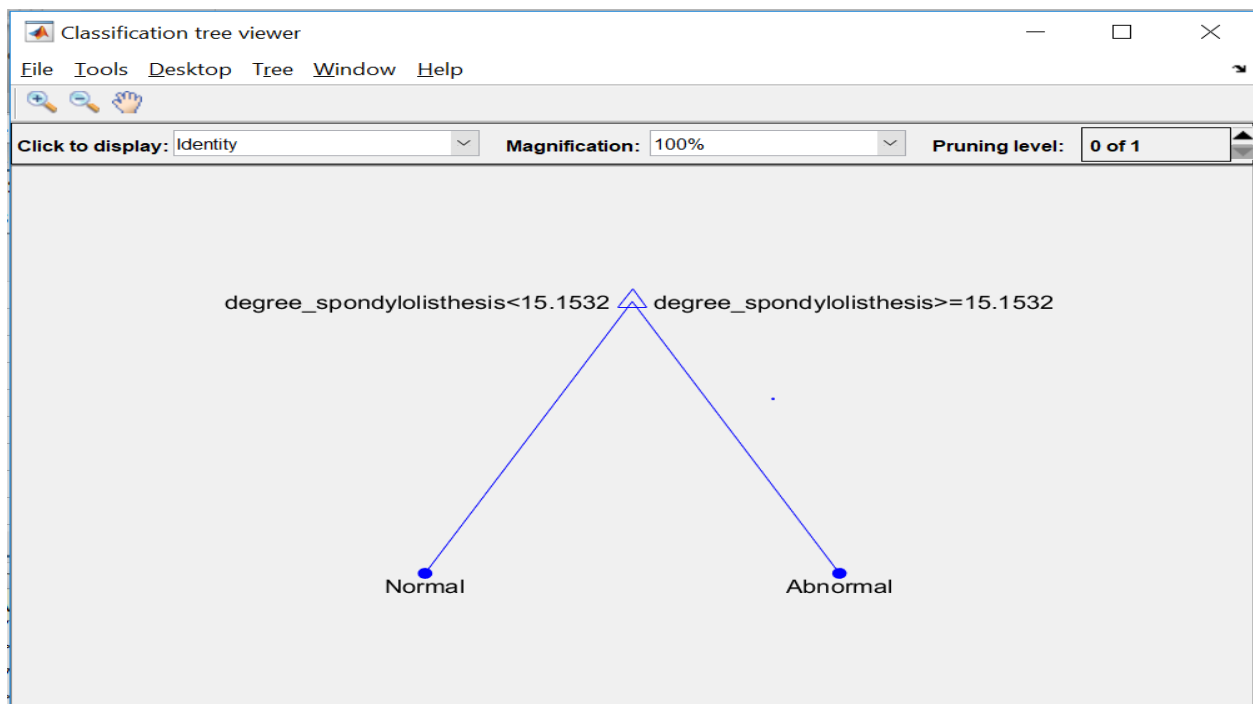 Classification tree viewer
File Tools Desktop Tree Window Help
Click to display: Identity Magnification: 100% Pruning level: 0 of 1
degree_spondylolisthesis<15.1532 degree_spondylolisthesis>=15.1532
Normal Abnormal